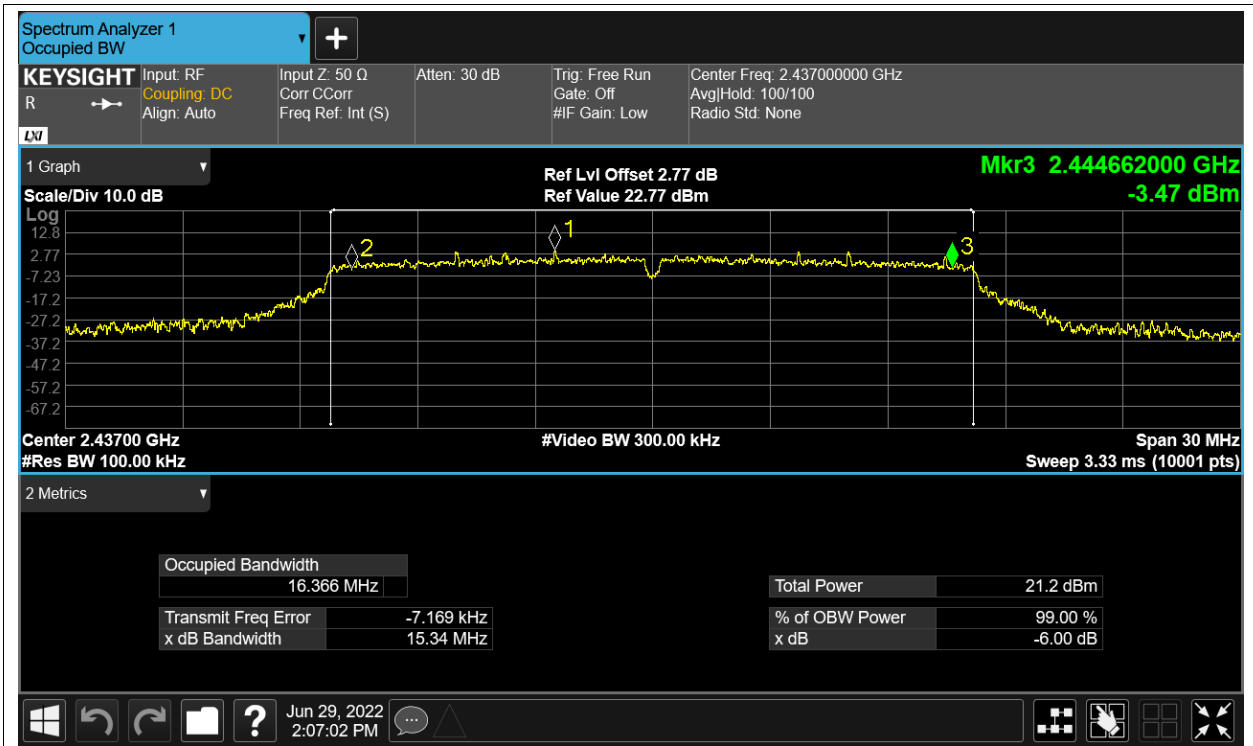 Spectrum Analyzer 1
Occupied BW
KEYSIGHT
R
LXI
Input: RF
Coupling: DC
Align: Auto
Input Z: 50 Ω
Corr CCorr
Freq Ref: Int (S)
Atten: 30 dB
Trig: Free Run
Gate: Off
#IF Gain: Low
Center Freq: 2.437000000 GHz
Avg|Hold: 100/100
Radio Std: None
1 Graph
Scale/Div 10.0 dB
Ref Lvl Offset 2.77 dB
Ref Value 22.77 dBm
Mkr3 2.444662000 GHz
-3.47 dBm
Log
12.8
2.77
-7.23
-17.2
-27.2
-37.2
-47.2
-57.2
-67.2
1
2
3
Center 2.43700 GHz
#Video BW 300.00 kHz
Span 30 MHz
#Res BW 100.00 kHz
Sweep 3.33 ms (10001 pts)
2 Metrics
Occupied Bandwidth
16.366 MHz
Transmit Freq Error -7.169 kHz
x dB Bandwidth 15.34 MHz
Total Power 21.2 dBm
% of OBW Power 99.00 %
x dB -6.00 dB
?
Jun 29, 2022
2:07:02 PM